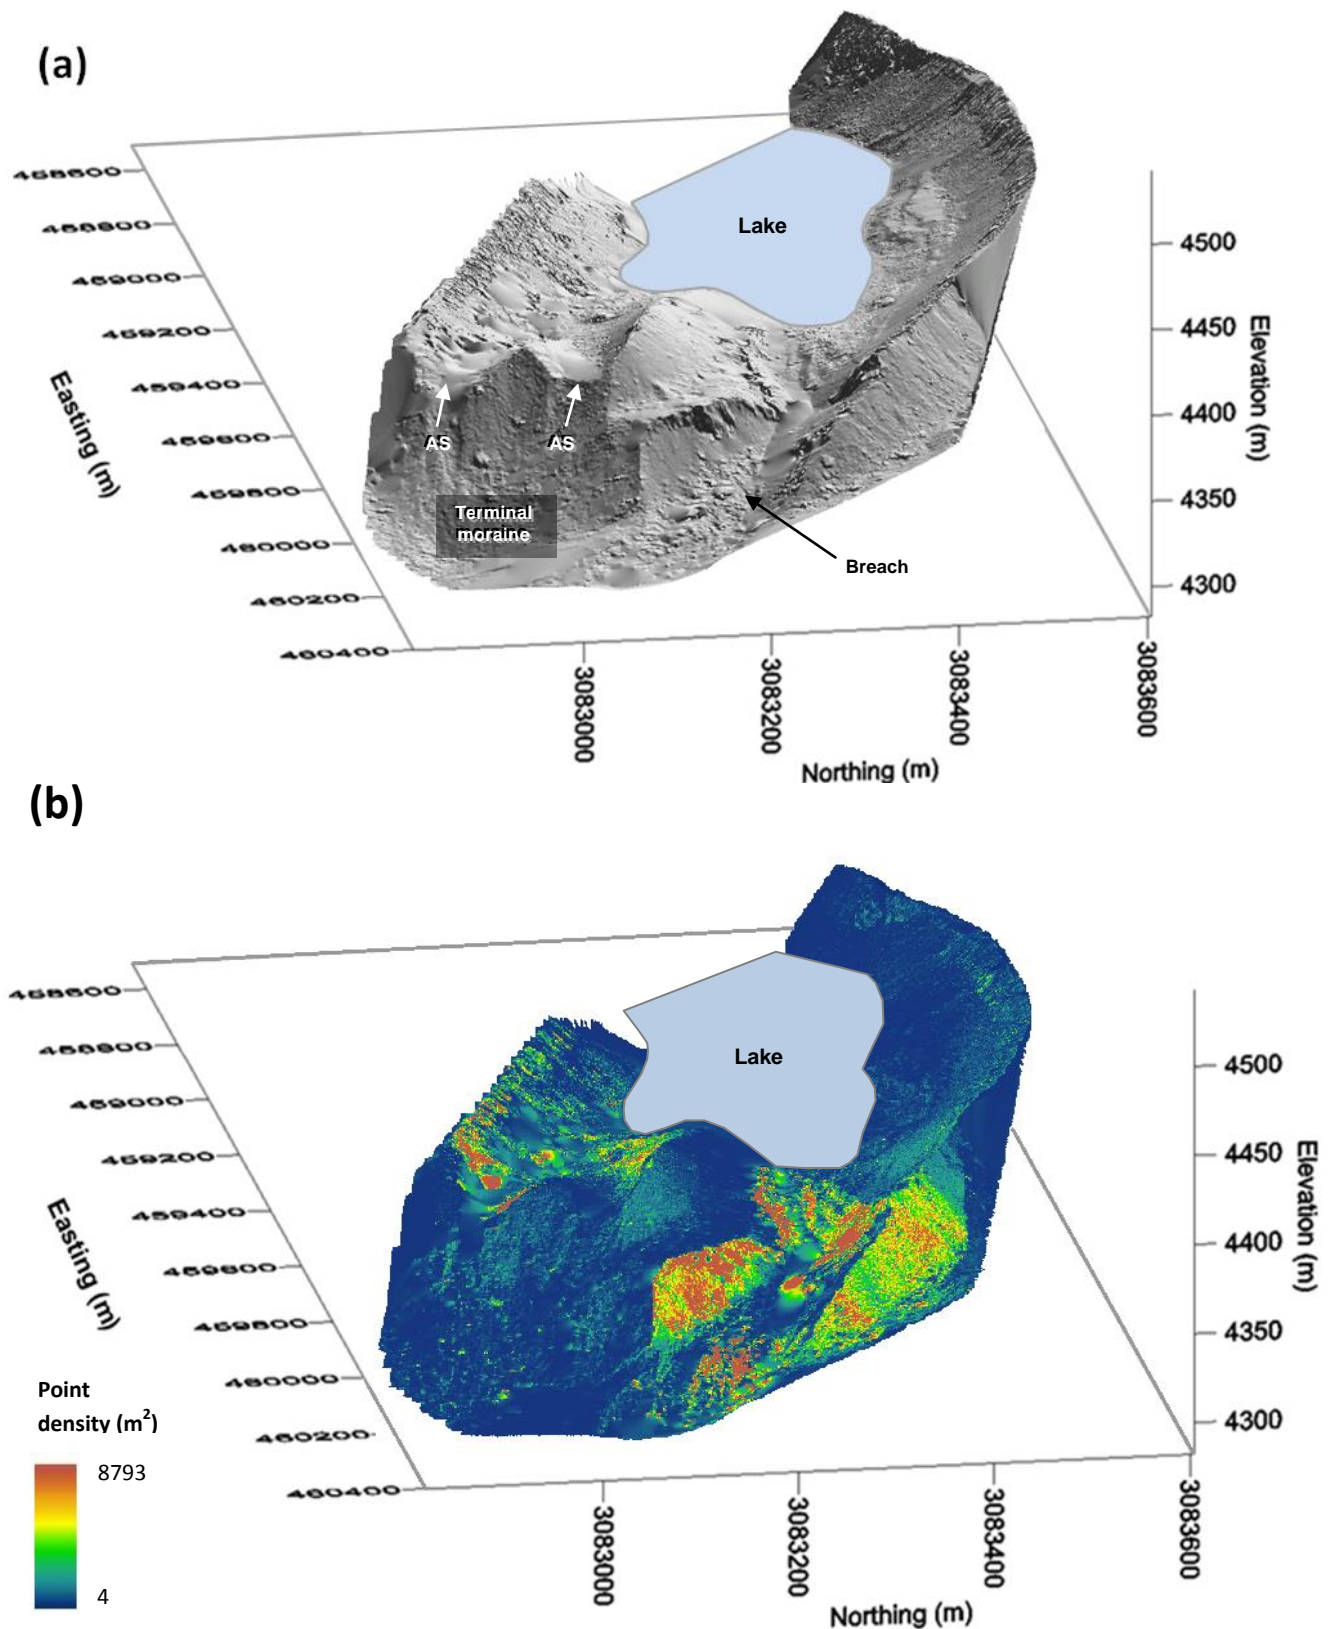 (a)
Lake
458600
458800
459000
459200
459400
459600
459800
460000
460200
460400
Easting (m)
AS
AS
Terminal
moraine
Breach
4500
4450
4400
4350
4300
Elevation (m)
3083000
3083200
3083400
3083600
Northing (m)
(b)
Lake
458600
458800
459000
459200
459400
459600
459800
460000
460200
460400
Easting (m)
4500
4450
4400
4350
4300
Elevation (m)
3083000
3083200
3083400
3083600
Northing (m)
Point
density (m²)
8793
4